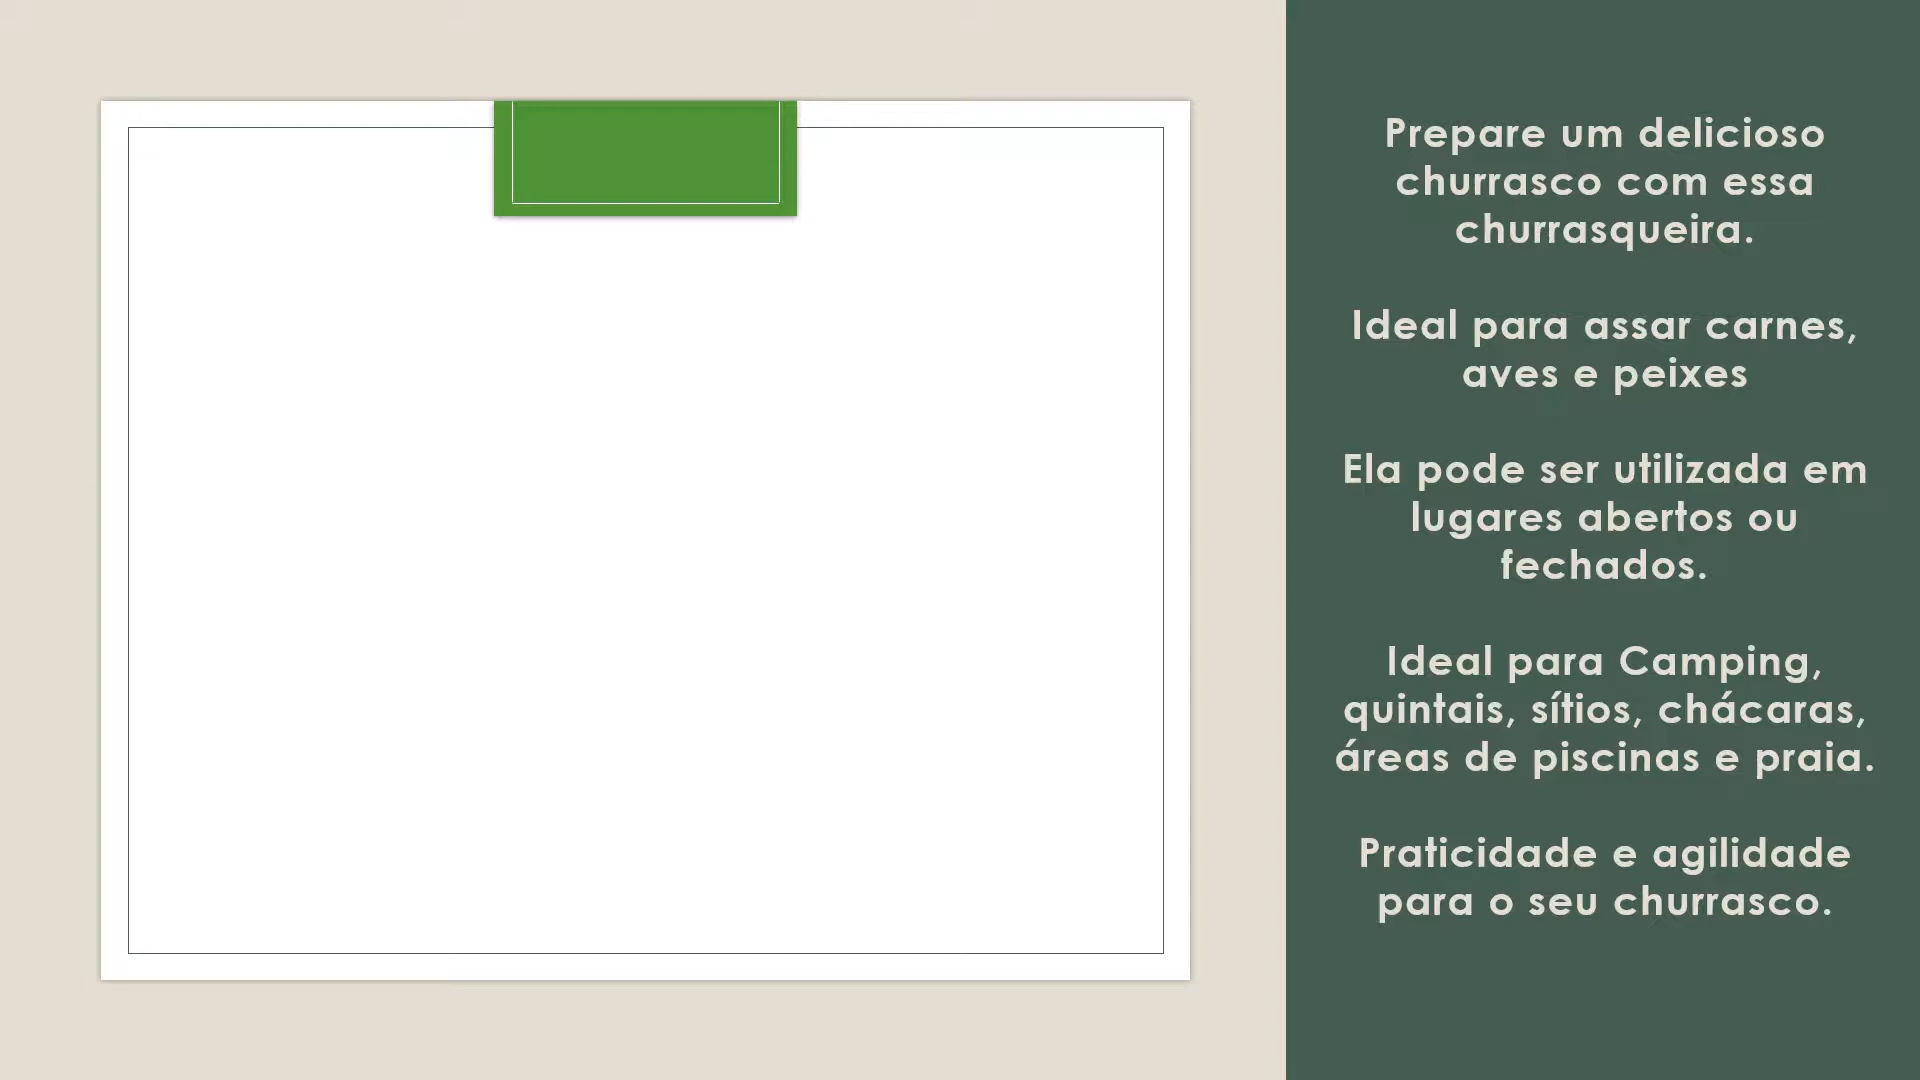 Prepare um delicioso
churrasco com essa
churrasqueira.
Ideal para assar carnes,
aves e peixes
Ela pode ser utilizada em
lugares abertos ou
fechados.
Ideal para Camping,
quintais, sítios, chácaras,
áreas de piscinas e praia.
Praticidade e agilidade
para o seu churrasco.